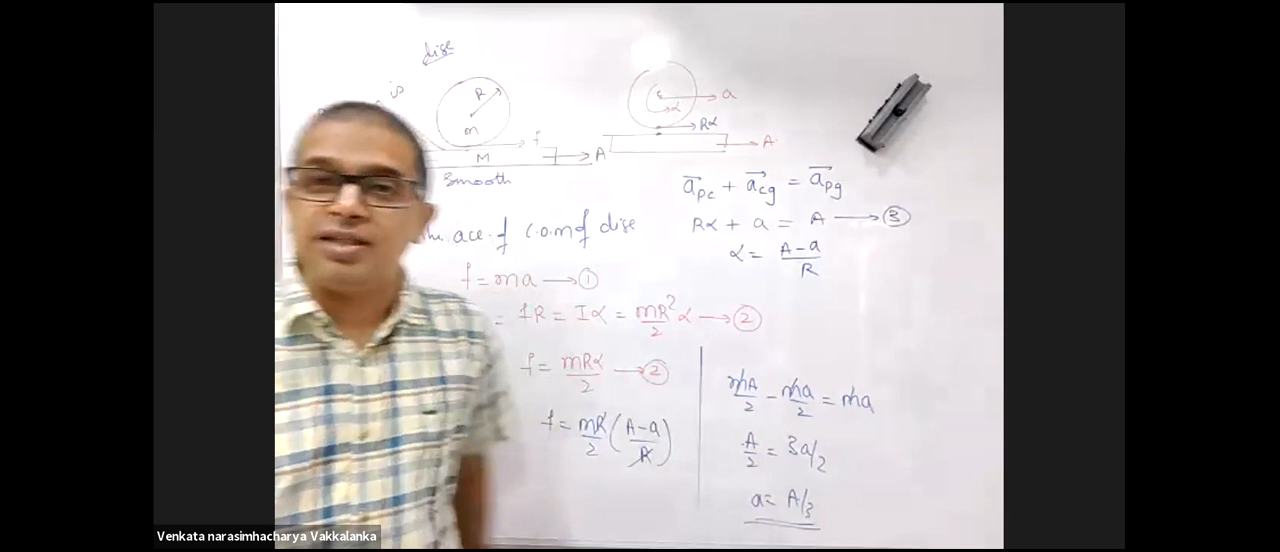 disc
is
R
m
f
M
A
Smooth
a
α
Rα
A
a⃗pc + a⃗cg = a⃗pg
Rα + a = A → ③
α = A-a/R
acc. of C.O.M of disc
f = ma → ①
= fR = Iα = mR²/2 α → ②
f = mRα/2 → ②
f = mR/2 (A-a/R)
mA/2 - ma/2 = ma
A/2 = 3a/2
a = A/3
Venkata narasimhacharya Vakkalanka